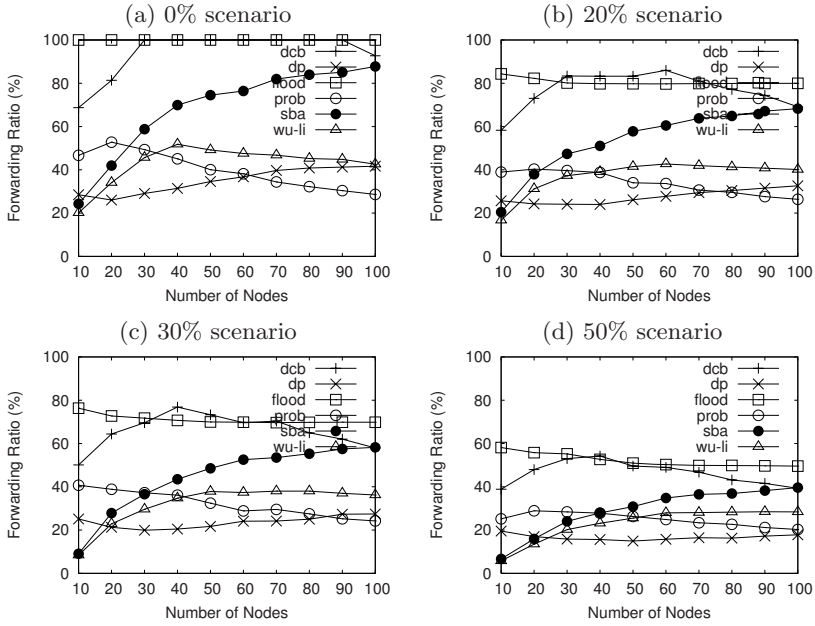 (a) 0% scenario
Forwarding Ratio (%)
100
80
60
40
20
0
dcb
dp
flood
prob
sba
wu-li
10 20 30 40 50 60 70 80 90 100
Number of Nodes
(b) 20% scenario
Forwarding Ratio (%)
100
80
60
40
20
0
dcb
dp
flood
prob
sba
wu-li
10 20 30 40 50 60 70 80 90 100
Number of Nodes
(c) 30% scenario
Forwarding Ratio (%)
100
80
60
40
20
0
dcb
dp
flood
prob
sba
wu-li
10 20 30 40 50 60 70 80 90 100
Number of Nodes
(d) 50% scenario
Forwarding Ratio (%)
100
80
60
40
20
0
dcb
dp
flood
prob
sba
wu-li
10 20 30 40 50 60 70 80 90 100
Number of Nodes